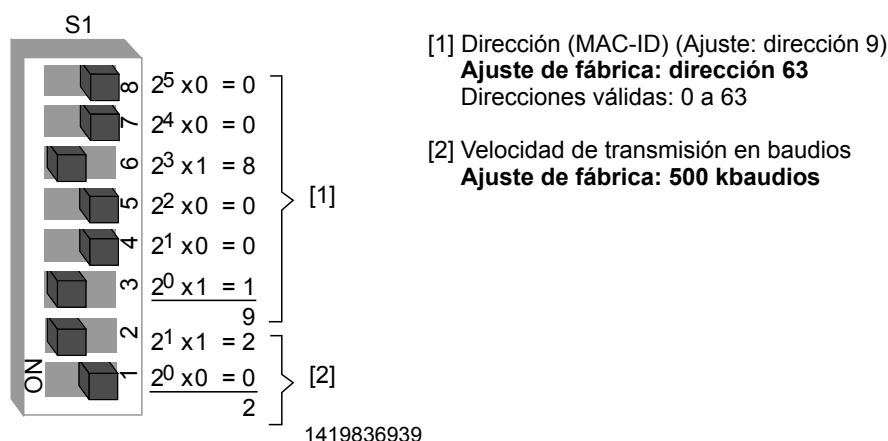 S1
8 2⁵ x0 = 0
7 2⁴ x0 = 0
6 2³ x1 = 8
5 2² x0 = 0
4 2¹ x0 = 0
3 2⁰ x1 = 1
9
[1]
2 2¹ x1 = 2
1 2⁰ x0 = 0
2
[2]
ON
1419836939
[1] Dirección (MAC-ID) (Ajuste: dirección 9)
Ajuste de fábrica: dirección 63
Direcciones válidas: 0 a 63
[2] Velocidad de transmisión en baudios
Ajuste de fábrica: 500 kbaudios